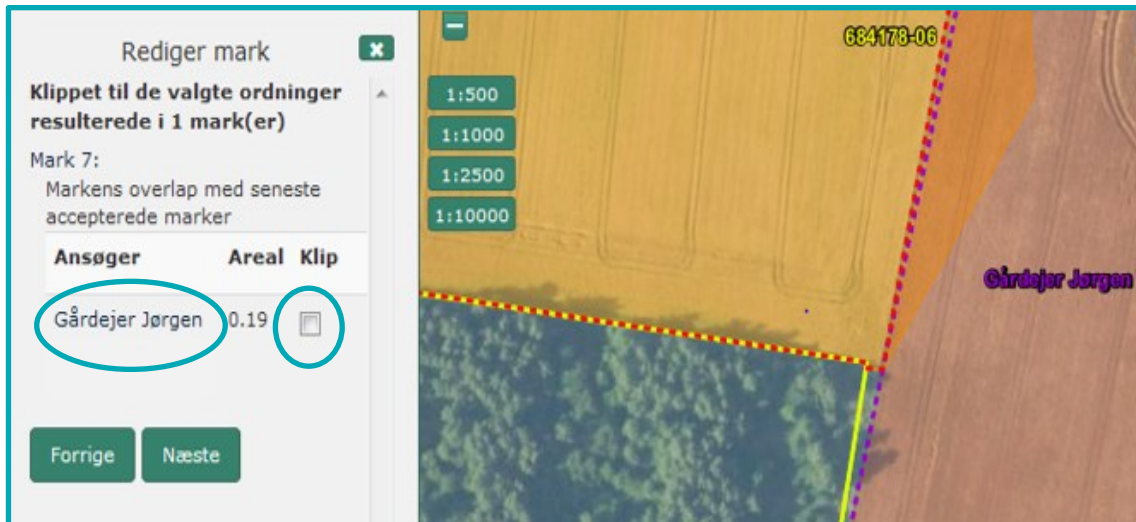 Rediger mark
Klippet til de valgte ordninger
resulterede i 1 mark(er)
Mark 7:
Markens overlap med seneste
accepterede marker
Ansøger Areal Klip
Gårdejer Jørgen 0.19
Forrige Næste
1:500
1:1000
1:2500
1:10000
684178-06
Gårdejer Jørgen